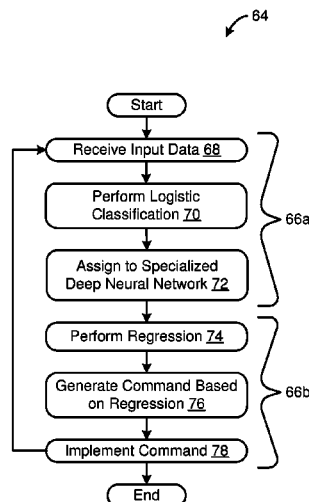 64
Start
Receive Input Data 68
Perform Logistic
Classification 70
66a
Assign to Specialized
Deep Neural Network 72
Perform Regression 74
Generate Command Based
on Regression 76
66b
Implement Command 78
End